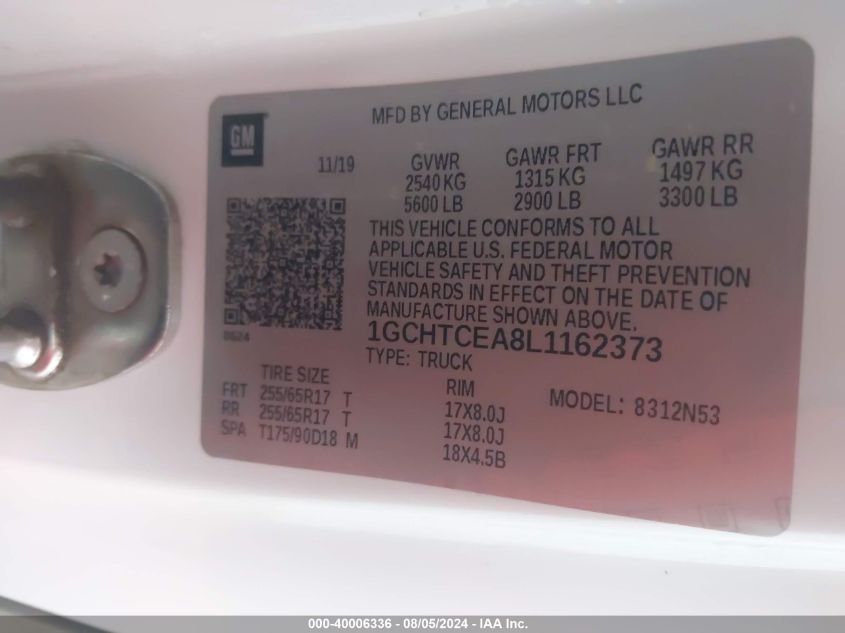 MFD BY GENERAL MOTORS LLC
GM
11/19 GVWR GAWR FRT GAWR RR
2540 KG 1315 KG 1497 KG
5600 LB 2900 LB 3300 LB
THIS VEHICLE CONFORMS TO ALL
APPLICABLE U.S. FEDERAL MOTOR
VEHICLE SAFETY AND THEFT PREVENTION
STANDARDS IN EFFECT ON THE DATE OF
MANUFACTURE SHOWN ABOVE.
0624
1GCHTCEA8L1162373
TYPE: TRUCK
TIRE SIZE RIM MODEL: 8312N53
FRT 255/65R17 T 17X8.0J
RR 255/65R17 T 17X8.0J
SPA T175/90D18 M 18X4.5B
000-40006336 - 08/05/2024 - IAA Inc.